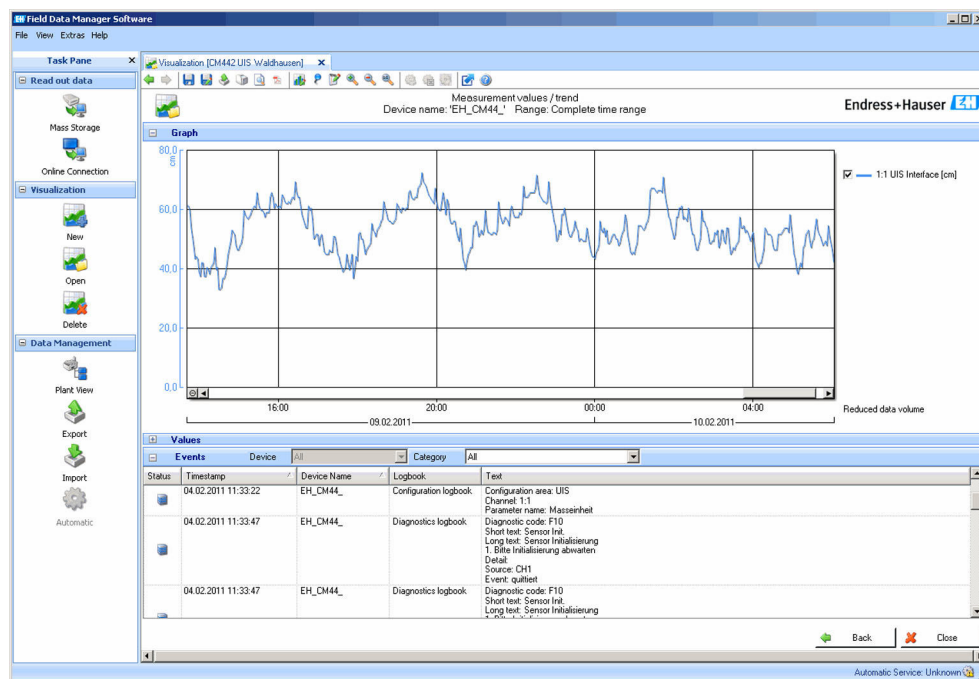 Field Data Manager Software
File View Extras Help
Task Pane
Read out data
Mass Storage
Online Connection
Visualization
New
Open
Delete
Data Management
Plant View
Export
Import
Automatic
Visualization [CM442 UIS Waldhausen]
Measurement values / trend
Device name: 'EH_CM44_' Range: Complete time range
Endress+Hauser EH
Graph
80,0
cm
60,0
40,0
20,0
0,0
16:00 20:00 00:00 04:00
09.02.2011 10.02.2011
1:1 UIS Interface [cm]
Reduced data volume
Values
Events Device All Category All
Status Timestamp Device Name Logbook Text
04.02.2011 11:33:22 EH_CM44_ Configuration logbook Configuration area: UIS
Channel: 1:1
Parameter name: Masseinheit
04.02.2011 11:33:47 EH_CM44_ Diagnostics logbook Diagnostic code: F10
Short text: Sensor Init.
Long text: Sensor Initialisierung
1. Bitte Initialisierung abwarten
Detail:
Source: CH1
Event: quittiert
04.02.2011 11:33:47 EH_CM44_ Diagnostics logbook Diagnostic code: F10
Short text: Sensor Init.
Long text: Sensor Initialisierung
Back Close
Automatic Service: Unknown